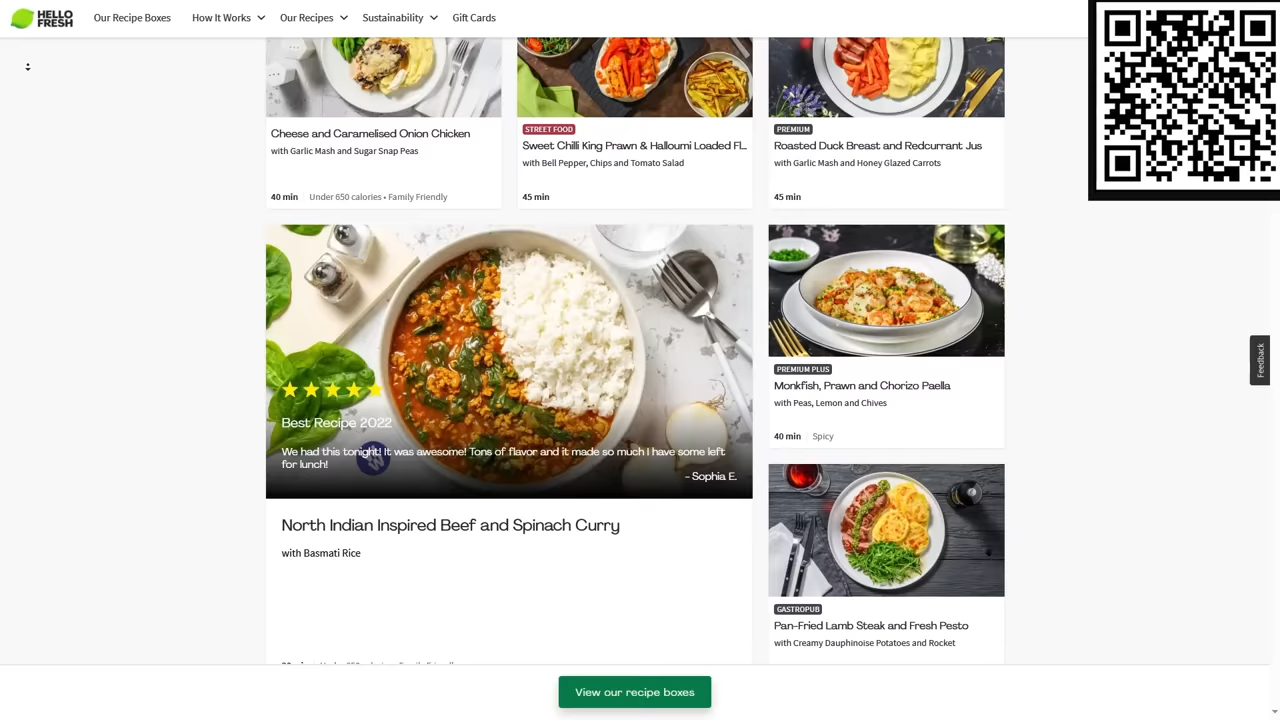 HELLO
FRESH
Our Recipe Boxes
How It Works
Our Recipes
Sustainability
Gift Cards
Cheese and Caramelised Onion Chicken
with Garlic Mash and Sugar Snap Peas
40 min
Under 650 calories • Family Friendly
STREET FOOD
Sweet Chilli King Prawn & Halloumi Loaded Fl...
with Bell Pepper, Chips and Tomato Salad
45 min
PREMIUM
Roasted Duck Breast and Redcurrant Jus
with Garlic Mash and Honey Glazed Carrots
45 min
Best Recipe 2022
We had this tonight! It was awesome! Tons of flavor and it made so much I have some left
for lunch!
- Sophia E.
North Indian Inspired Beef and Spinach Curry
with Basmati Rice
PREMIUM PLUS
Monkfish, Prawn and Chorizo Paella
with Peas, Lemon and Chives
40 min
Spicy
GASTROPUB
Pan-Fried Lamb Steak and Fresh Pesto
with Creamy Dauphinoise Potatoes and Rocket
Feedback
View our recipe boxes